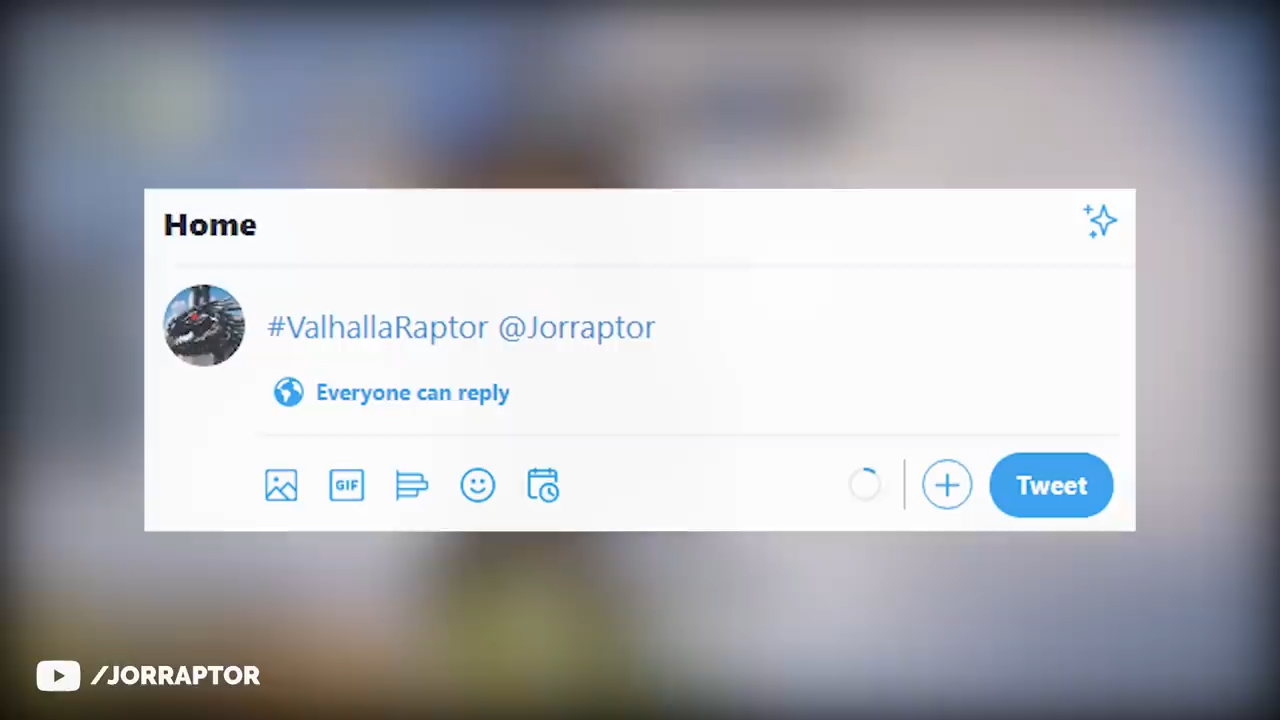 Home
#ValhallaRaptor @Jorraptor
Everyone can reply
GIF
Tweet
/JORRAPTOR